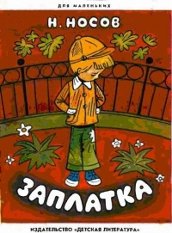 ДЛЯ МАЛЕНЬКИХ
Н. НОСОВ
ЗАПЛАТКА
ИЗДАТЕЛЬСТВО «ДЕТСКАЯ ЛИТЕРАТУРА»